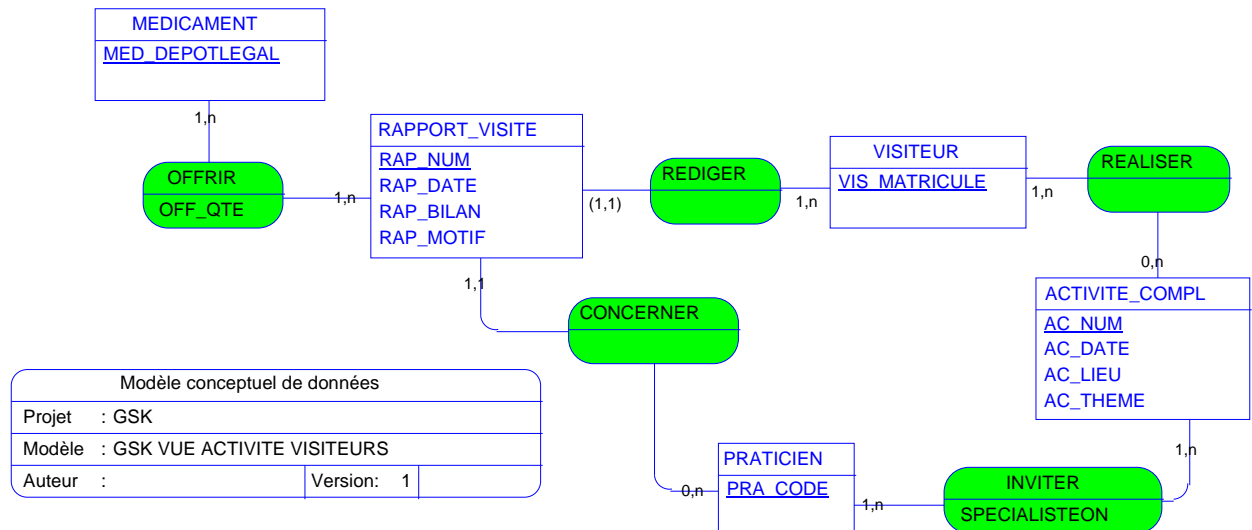 MEDICAMENT
MED_DEPOTLEGAL
1,n
OFFRIR
OFF_QTE
1,n
RAPPORT_VISITE
RAP_NUM
RAP_DATE
RAP_BILAN
RAP_MOTIF
(1,1)
REDIGER
1,n
VISITEUR
VIS_MATRICULE
1,n
REALISER
0,n
ACTIVITE_COMPL
AC_NUM
AC_DATE
AC_LIEU
AC_THEME
1,n
1,1
CONCERNER
0,n
PRATICIEN
PRA_CODE
1,n
INVITER
SPECIALISTEON
Modèle conceptuel de données
Projet : GSK
Modèle : GSK VUE ACTIVITE VISITEURS
Auteur : Version: 1